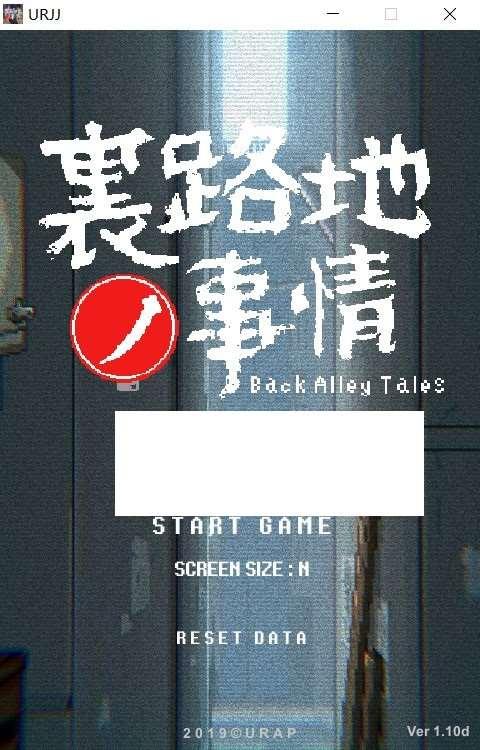 URJJ
裏路地
ノ事情
Back Alley Tales
START GAME
SCREEN SIZE : N
RESET DATA
2019©URAP
Ver 1.10d